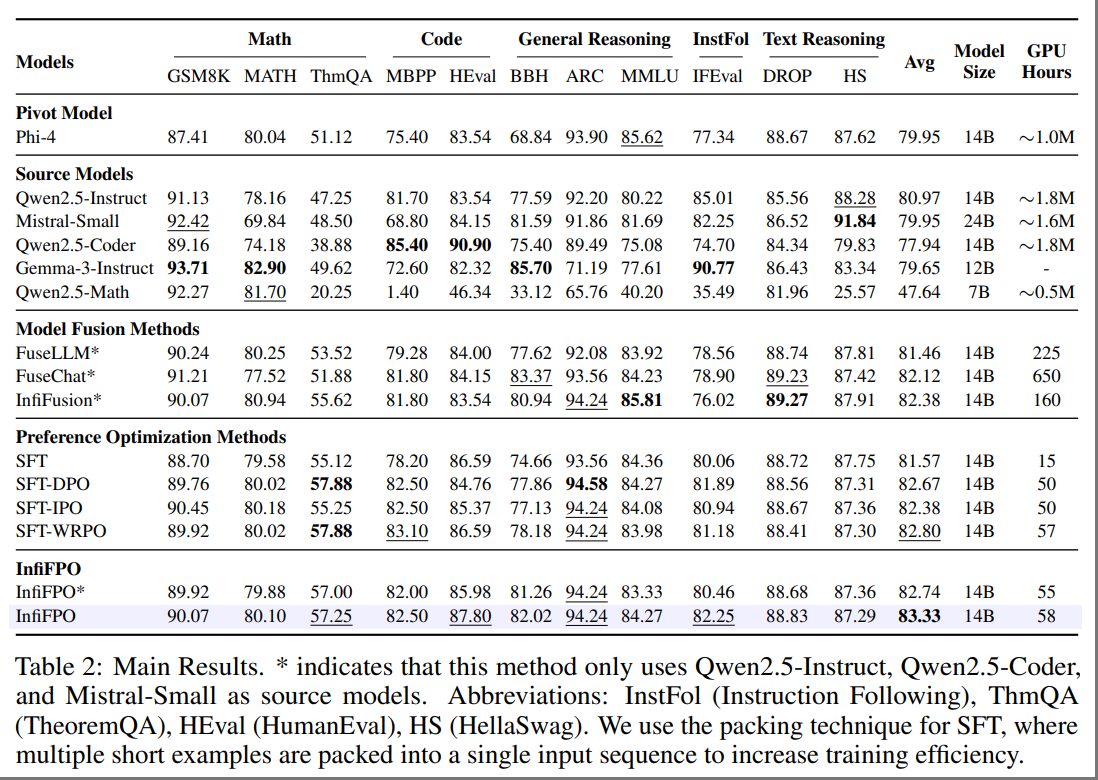 Models Math Code General Reasoning InstFol Text Reasoning Avg Model Size GPU Hours
GSM8K MATH ThmQA MBPP HEval BBH ARC MMLU IFEval DROP HS
Pivot Model
Phi-4 87.41 80.04 51.12 75.40 83.54 68.84 93.90 85.62 77.34 88.67 87.62 79.95 14B ~1.0M
Source Models
Qwen2.5-Instruct 91.13 78.16 47.25 81.70 83.54 77.59 92.20 80.22 85.01 85.56 88.28 80.97 14B ~1.8M
Mistral-Small 92.42 69.84 48.50 68.80 84.15 81.59 91.86 81.69 82.25 86.52 91.84 79.95 24B ~1.6M
Qwen2.5-Coder 89.16 74.18 38.88 85.40 90.90 75.40 89.49 75.08 74.70 84.34 79.83 77.94 14B ~1.8M
Gemma-3-Instruct 93.71 82.90 49.62 72.60 82.32 85.70 71.19 77.61 90.77 86.43 83.34 79.65 12B -
Qwen2.5-Math 92.27 81.70 20.25 1.40 46.34 33.12 65.76 40.20 35.49 81.96 25.57 47.64 7B ~0.5M
Model Fusion Methods
FuseLLM* 90.24 80.25 53.52 79.28 84.00 77.62 92.08 83.92 78.56 88.74 87.81 81.46 14B 225
FuseChat* 91.21 77.52 51.88 81.80 84.15 83.37 93.56 84.23 78.90 89.23 87.42 82.12 14B 650
InfiFusion* 90.07 80.94 55.62 81.80 83.54 80.94 94.24 85.81 76.02 89.27 87.91 82.38 14B 160
Preference Optimization Methods
SFT 88.70 79.58 55.12 78.20 86.59 74.66 93.56 84.36 80.06 88.72 87.75 81.57 14B 15
SFT-DPO 89.76 80.02 57.88 82.50 84.76 77.86 94.58 84.27 81.89 88.56 87.31 82.67 14B 50
SFT-IPO 90.45 80.18 55.25 82.50 85.37 77.13 94.24 84.08 80.94 88.67 87.36 82.38 14B 50
SFT-WRPO 89.92 80.02 57.88 83.10 86.59 78.18 94.24 83.98 81.18 88.41 87.30 82.80 14B 57
InfiFPO
InfiFPO* 89.92 79.88 57.00 82.00 85.98 81.26 94.24 83.33 80.46 88.68 87.36 82.74 14B 55
InfiFPO 90.07 80.10 57.25 82.50 87.80 82.02 94.24 84.27 82.25 88.83 87.29 83.33 14B 58
Table 2: Main Results. * indicates that this method only uses Qwen2.5-Instruct, Qwen2.5-Coder,
and Mistral-Small as source models. Abbreviations: InstFol (Instruction Following), ThmQA
(TheoremQA), HEval (HumanEval), HS (HellaSwag). We use the packing technique for SFT, where
multiple short examples are packed into a single input sequence to increase training efficiency.